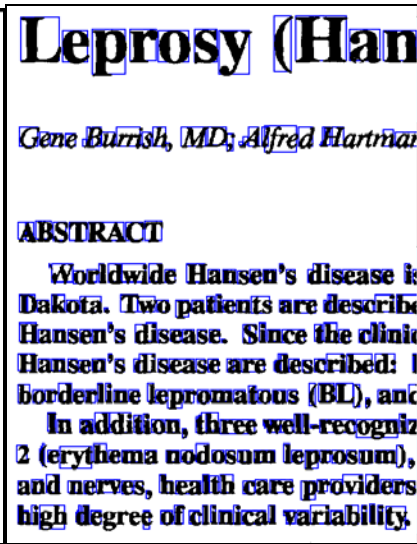 Leprosy (Han
Gene Burrish, MD; Alfred Hartman
ABSTRACT
Worldwide Hansen's disease is
Dakota. Two patients are describe
Hansen's disease. Since the clinic
Hansen's disease are described:
borderline lepromatous (BL), and
In addition, three well-recogniz
2 (erythema nodosum leprosum),
and nerves, health care providers
high degree of clinical variability,